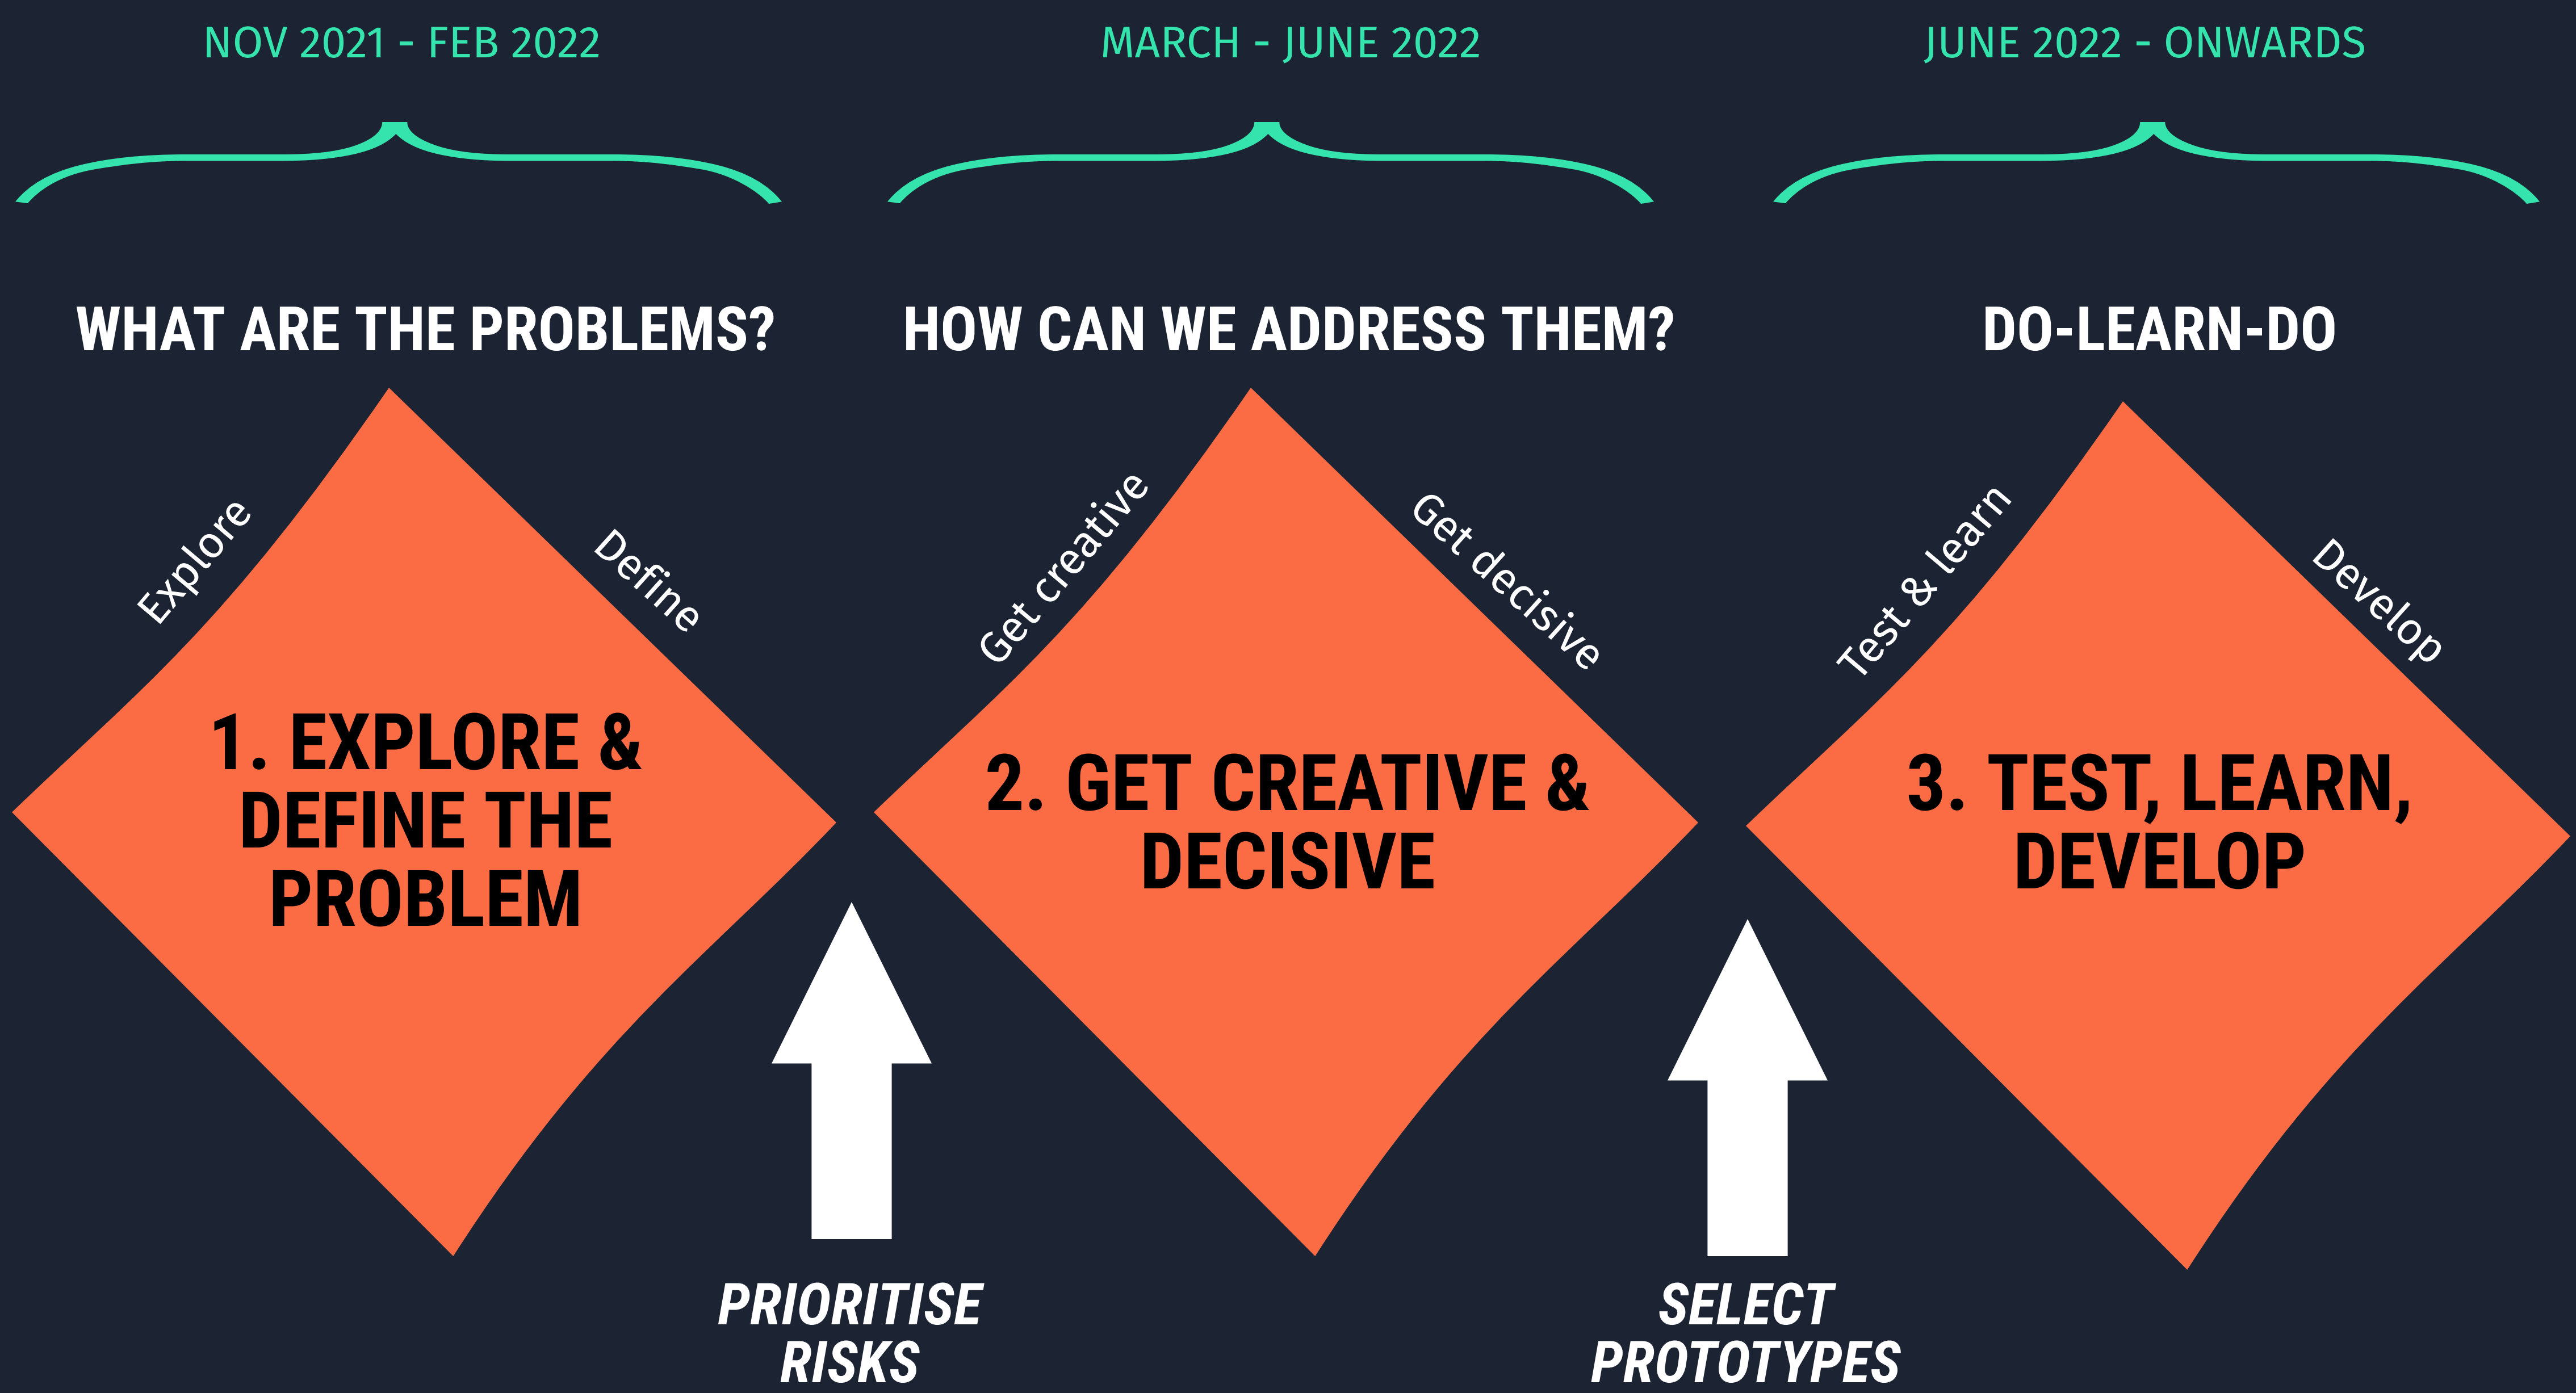 NOV 2021 - FEB 2022
MARCH - JUNE 2022
JUNE 2022 - ONWARDS
WHAT ARE THE PROBLEMS?
HOW CAN WE ADDRESS THEM?
DO-LEARN-DO
Explore
Define
Get creative
Get decisive
Test & learn
Develop
1. EXPLORE &
DEFINE THE
PROBLEM
2. GET CREATIVE &
DECISIVE
3. TEST, LEARN,
DEVELOP
PRIORITISE
RISKS
SELECT
PROTOTYPES